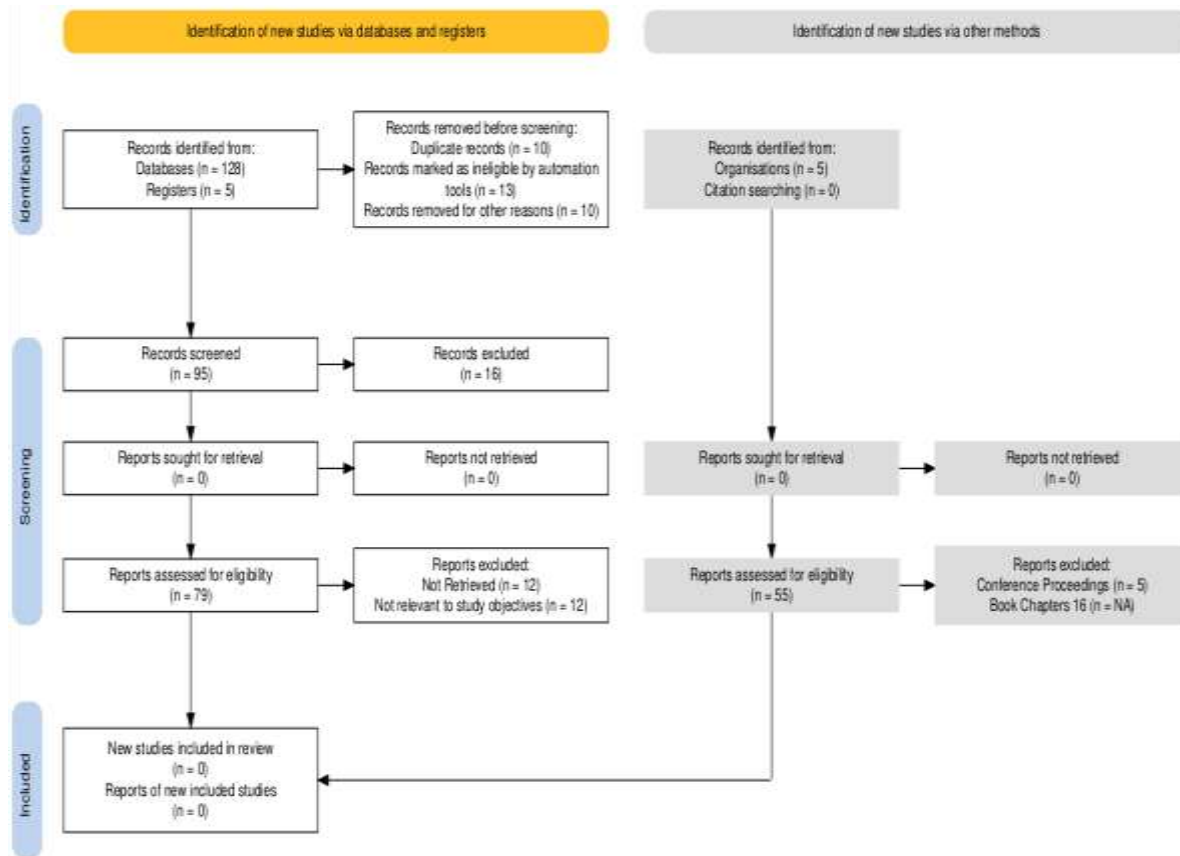 Identification of new studies via databases and registers
Identification of new studies via other methods
Identification
Records identified from:
Databases (n = 128)
Registers (n = 5)
Records removed before screening:
Duplicate records (n = 10)
Records marked as ineligible by automation
tools (n = 13)
Records removed for other reasons (n = 10)
Records identified from:
Organisations (n = 5)
Citation searching (n = 0)
Screening
Records screened
(n = 95)
Records excluded
(n = 16)
Reports sought for retrieval
(n = 0)
Reports not retrieved
(n = 0)
Reports sought for retrieval
(n = 0)
Reports not retrieved
(n = 0)
Reports assessed for eligibility
(n = 79)
Reports excluded:
Not Retrieved (n = 12)
Not relevant to study objectives (n = 12)
Reports assessed for eligibility
(n = 55)
Reports excluded:
Conference Proceedings (n = 5)
Book Chapters 16 (n = NA)
Included
New studies included in review
(n = 0)
Reports of new included studies
(n = 0)